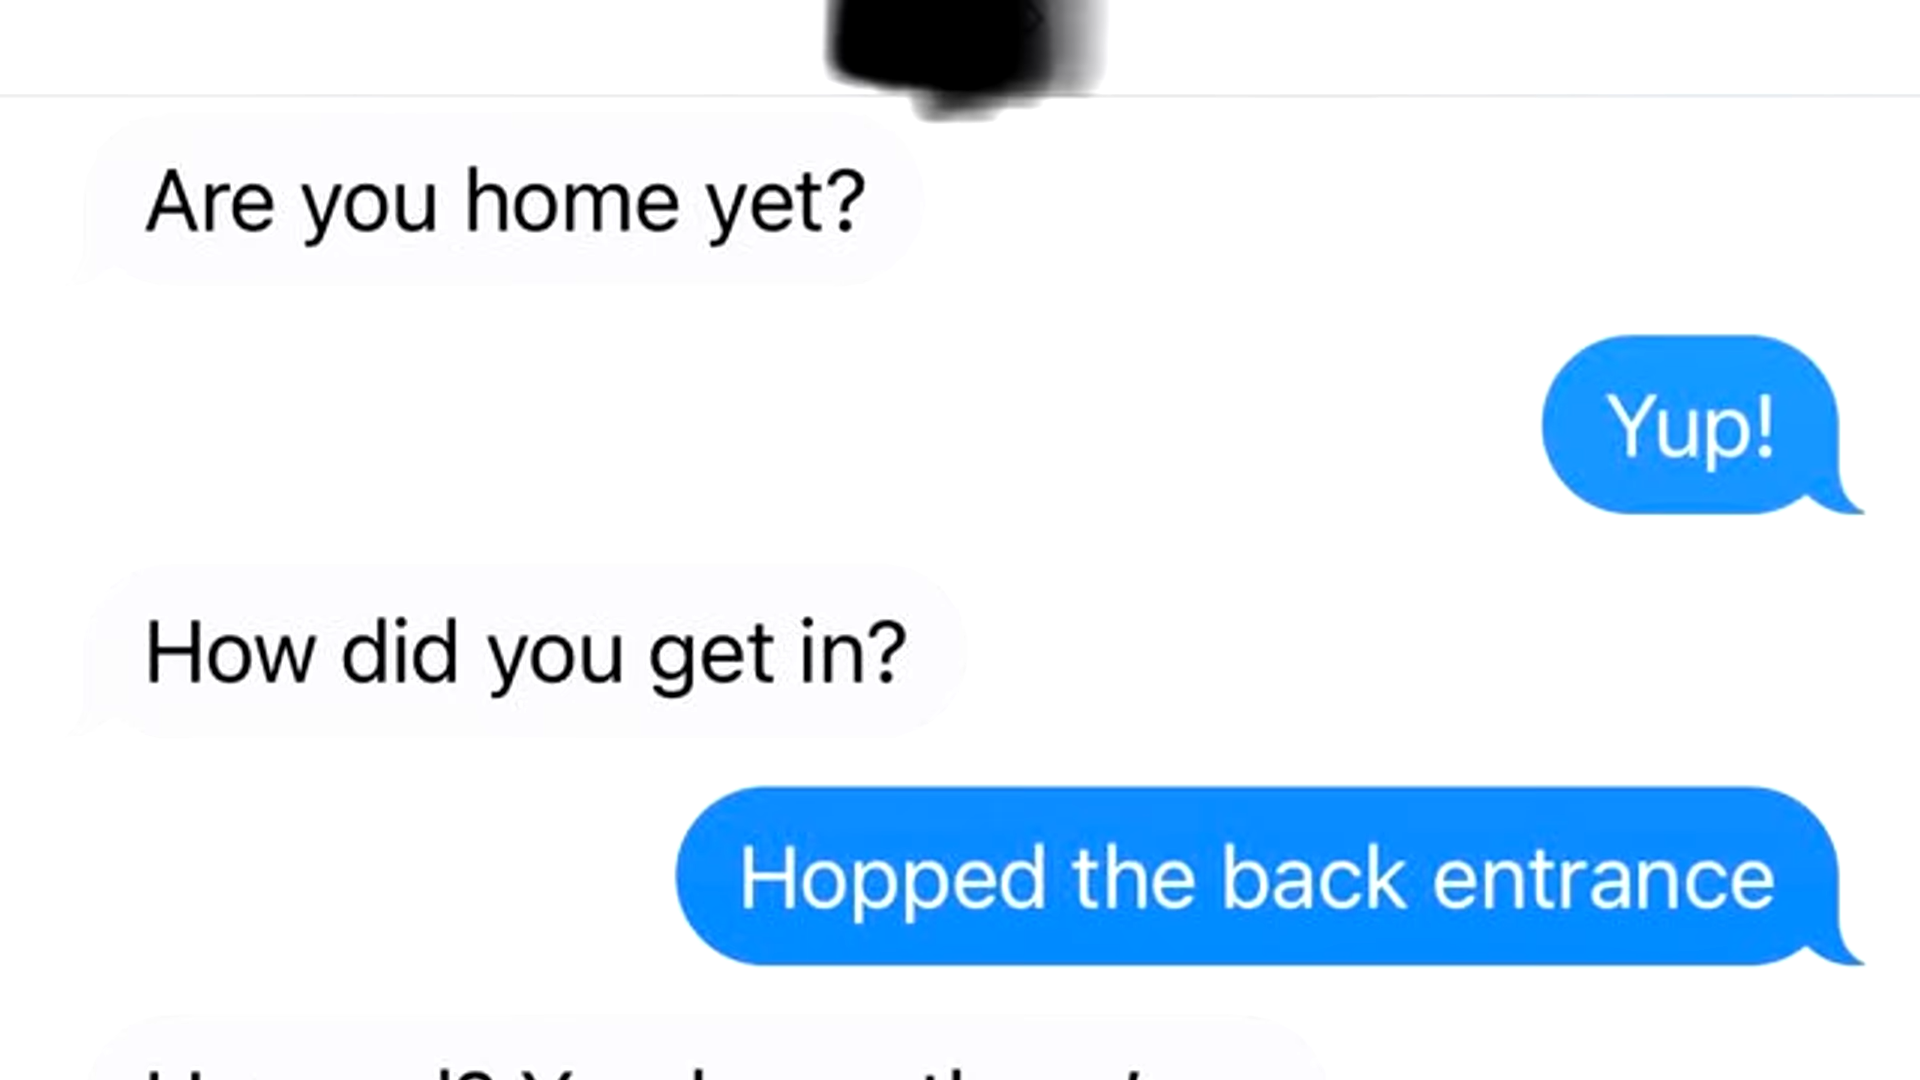 Are you home yet?
Yup!
How did you get in?
Hopped the back entrance